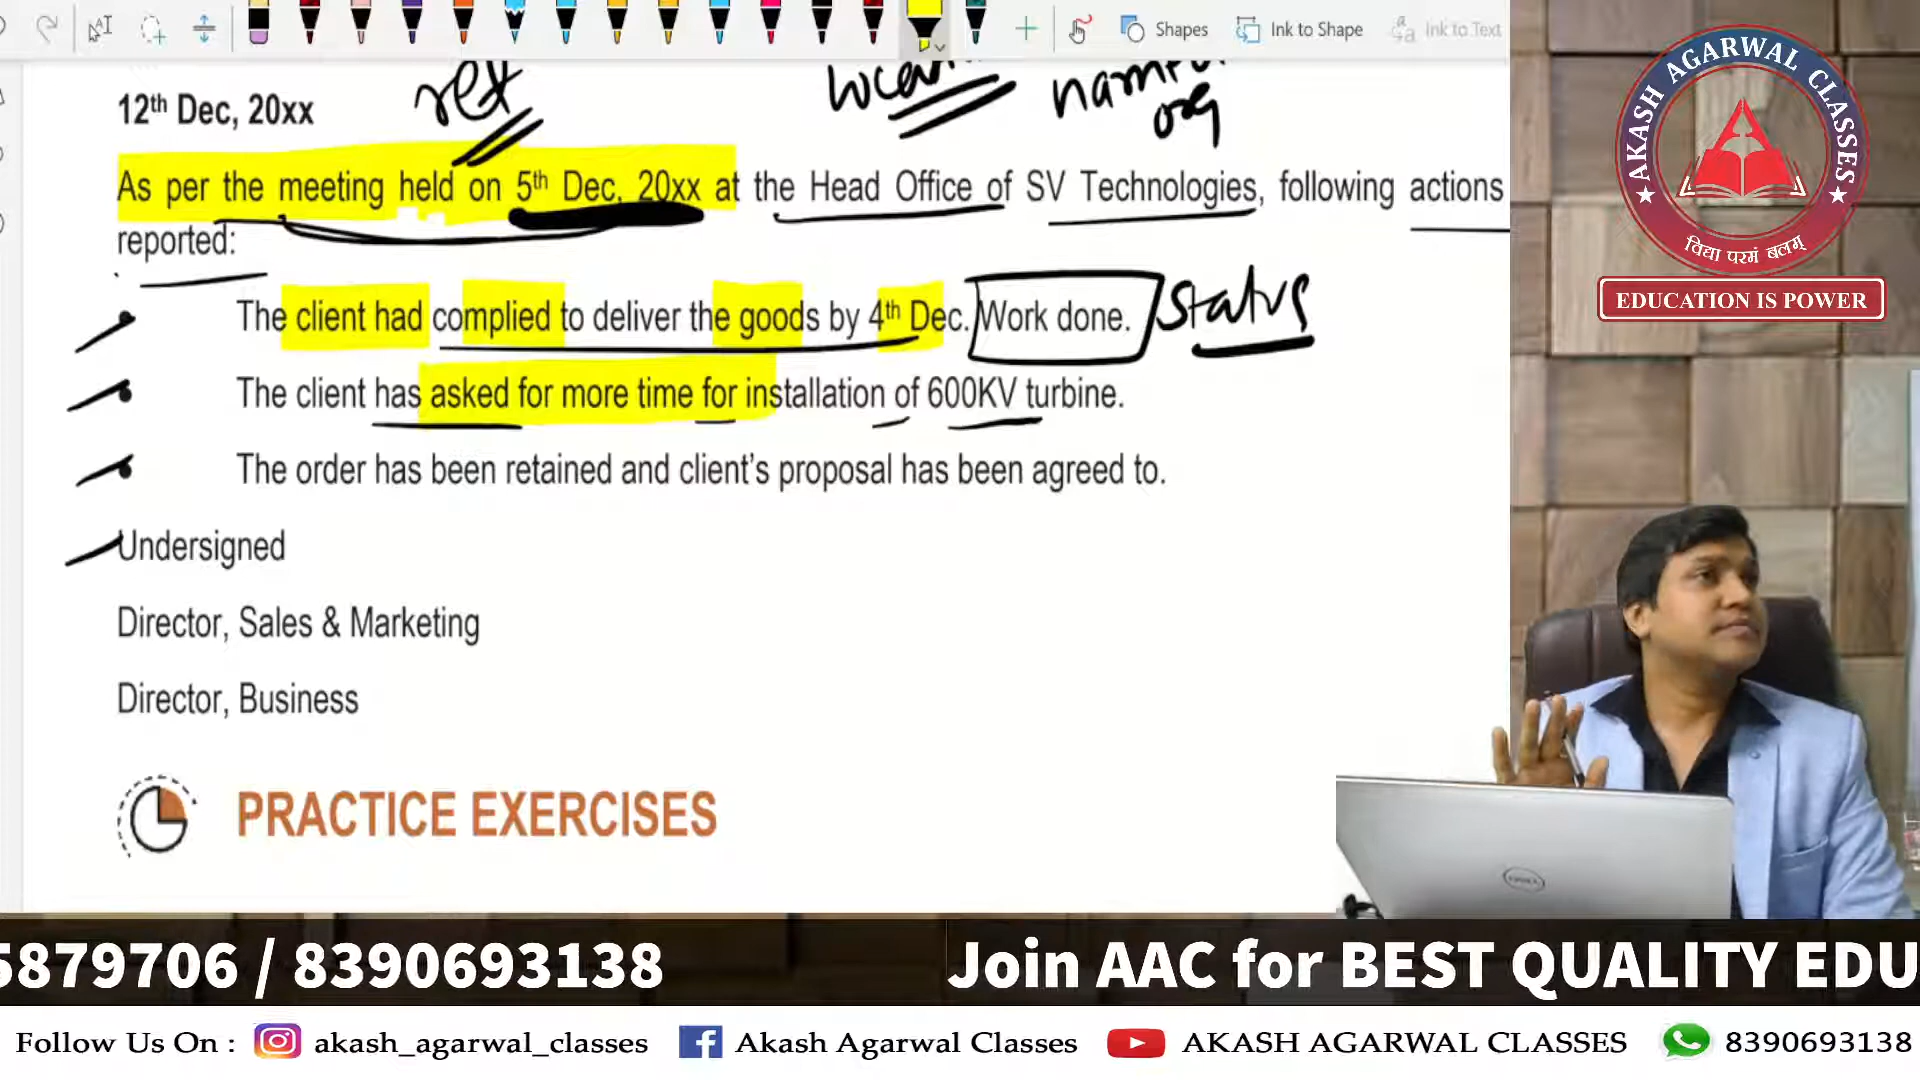 Shapes
Ink to Shape
Ink to Text
12th Dec, 20xx
ref
org
As per the meeting held on 5th Dec, 20xx at the Head Office of SV Technologies, following actions
reported:
The client had complied to deliver the goods by 4th Dec. Work done.
status
The client has asked for more time for installation of 600KV turbine.
The order has been retained and client's proposal has been agreed to.
Undersigned
Director, Sales & Marketing
Director, Business
PRACTICE EXERCISES
AKASH AGARWAL CLASSES
विद्या परमं बलम्
EDUCATION IS POWER
DELL
5879706 / 8390693138
Join AAC for BEST QUALITY EDU
Follow Us On :
akash_agarwal_classes
Akash Agarwal Classes
AKASH AGARWAL CLASSES
8390693138